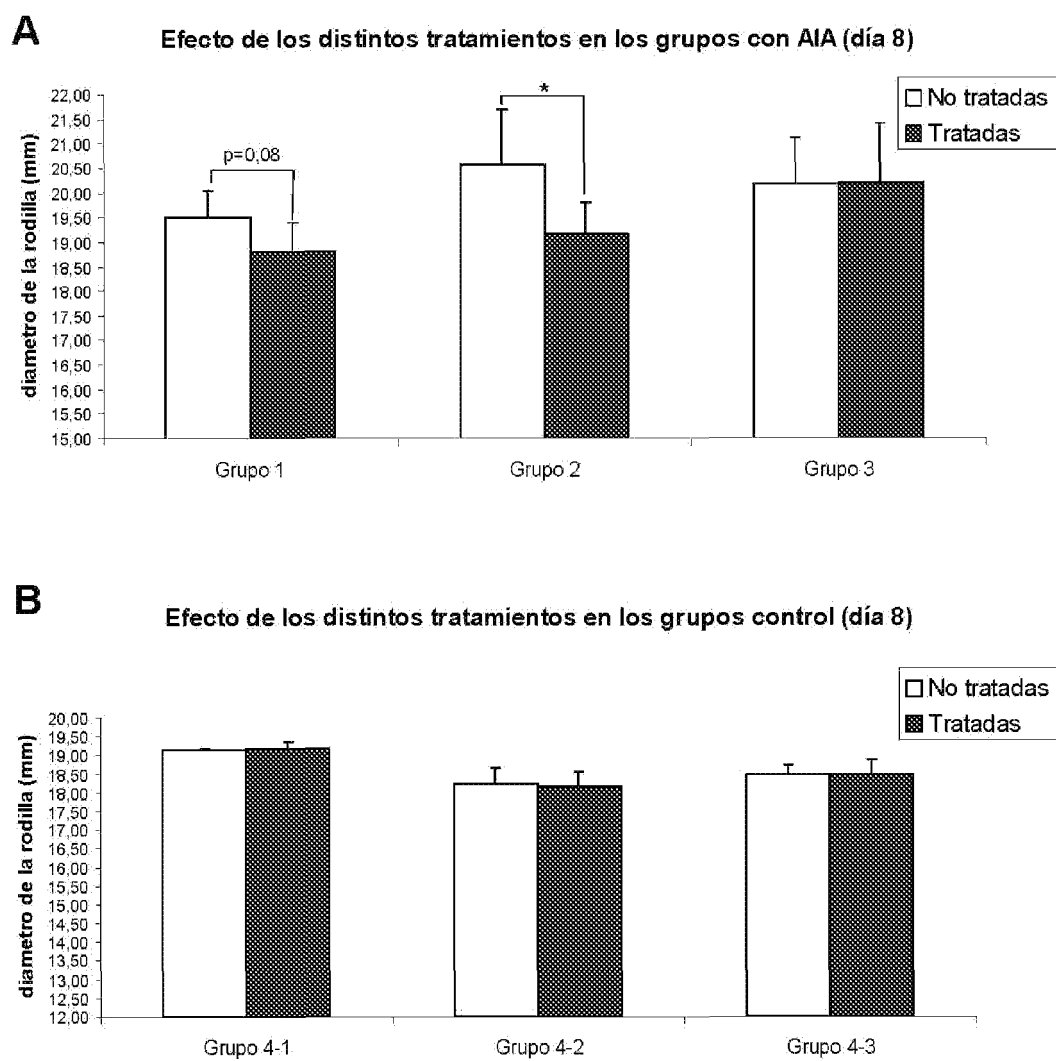 A
Efecto de los distintos tratamientos en los grupos con AIA (día 8)
No tratadas
Tratadas
diametro de la rodilla (mm)
22,00
21,50
21,00
20,50
20,00
19,50
19,00
18,50
18,00
17,50
17,00
16,50
16,00
15,50
15,00
p=0,08
*
Grupo 1
Grupo 2
Grupo 3
B
Efecto de los distintos tratamientos en los grupos control (día 8)
No tratadas
Tratadas
diametro de la rodilla (mm)
20,00
19,50
19,00
18,50
18,00
17,50
17,00
16,50
16,00
15,50
15,00
14,50
14,00
13,50
13,00
12,50
12,00
Grupo 4-1
Grupo 4-2
Grupo 4-3